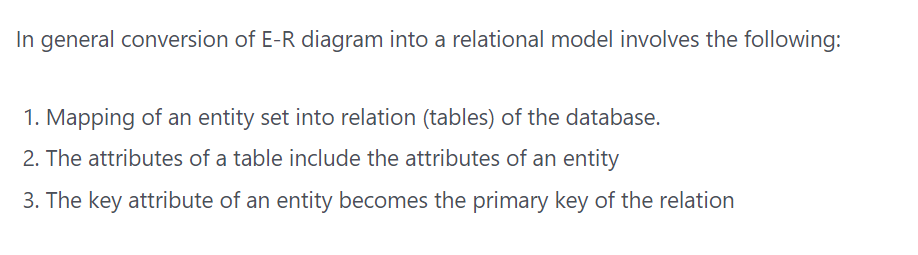 In general conversion of E-R diagram into a relational model involves the following:
1. Mapping of an entity set into relation (tables) of the database.
2. The attributes of a table include the attributes of an entity
3. The key attribute of an entity becomes the primary key of the relation